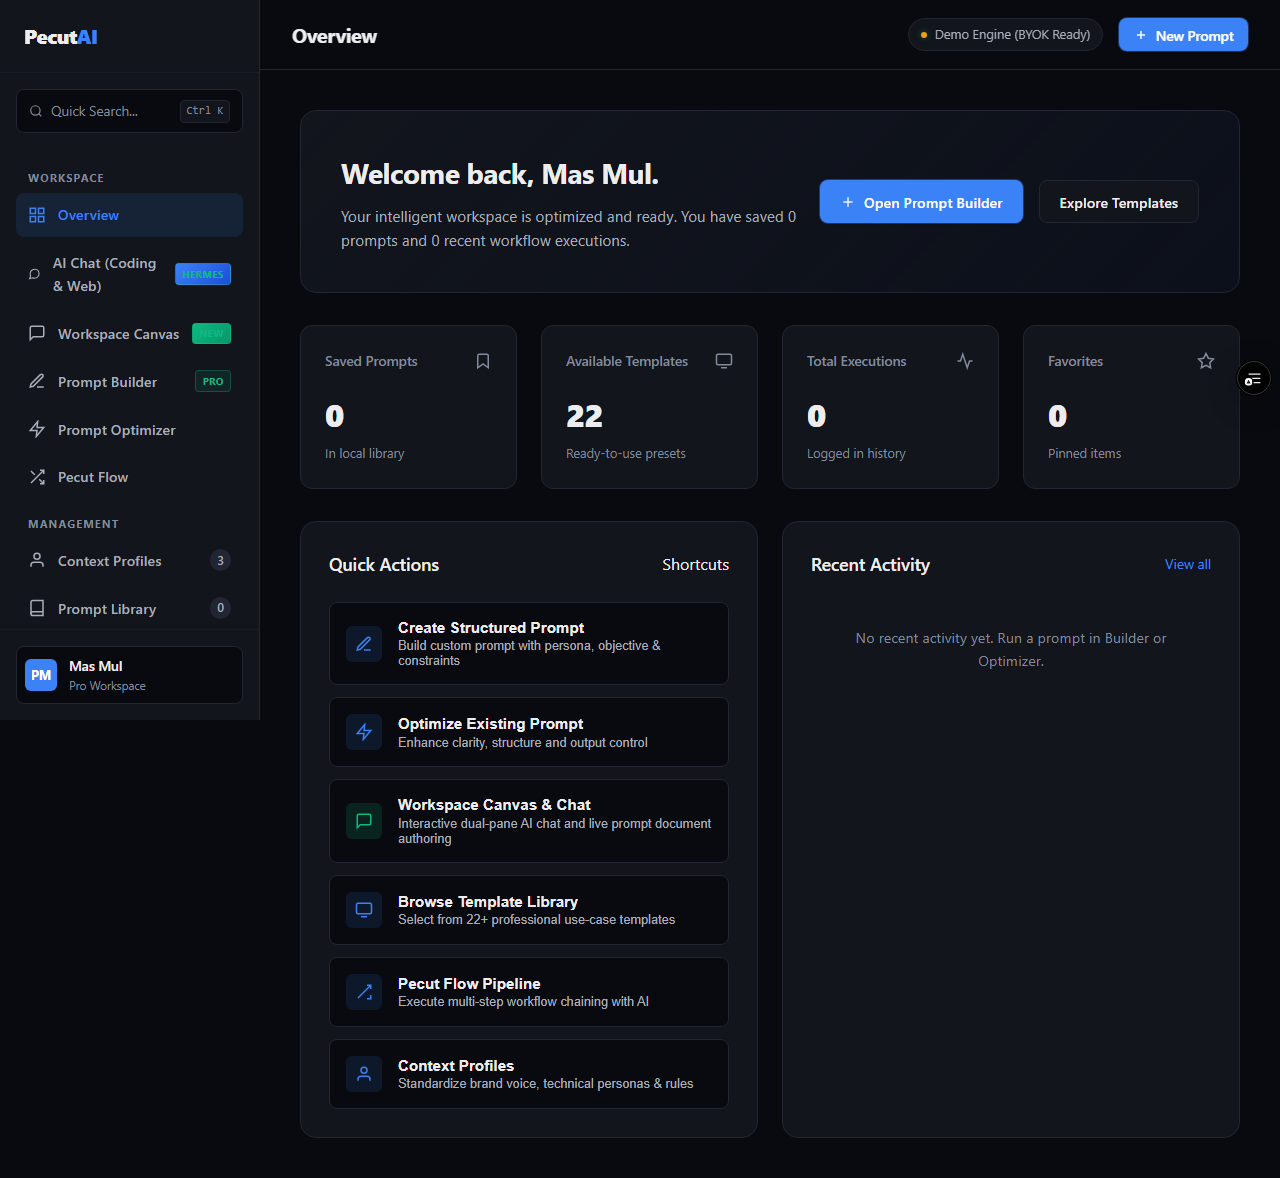 PecutAI
Quick Search...
Ctrl K
WORKSPACE
Overview
AI Chat (Coding
& Web)
HERMES
Workspace Canvas
NEW
Prompt Builder
PRO
Prompt Optimizer
Pecut Flow
MANAGEMENT
Context Profiles
3
Prompt Library
0
PM
Mas Mul
Pro Workspace
Overview
Demo Engine (BYOK Ready)
New Prompt
Welcome back, Mas Mul.
Your intelligent workspace is optimized and ready. You have saved 0
prompts and 0 recent workflow executions.
Open Prompt Builder
Explore Templates
Saved Prompts
0
In local library
Available Templates
22
Ready-to-use presets
Total Executions
0
Logged in history
Favorites
0
Pinned items
Quick Actions
Shortcuts
Create Structured Prompt
Build custom prompt with persona, objective &
constraints
Optimize Existing Prompt
Enhance clarity, structure and output control
Workspace Canvas & Chat
Interactive dual-pane AI chat and live prompt document
authoring
Browse Template Library
Select from 22+ professional use-case templates
Pecut Flow Pipeline
Execute multi-step workflow chaining with AI
Context Profiles
Standardize brand voice, technical personas & rules
Recent Activity
View all
No recent activity yet. Run a prompt in Builder or
Optimizer.